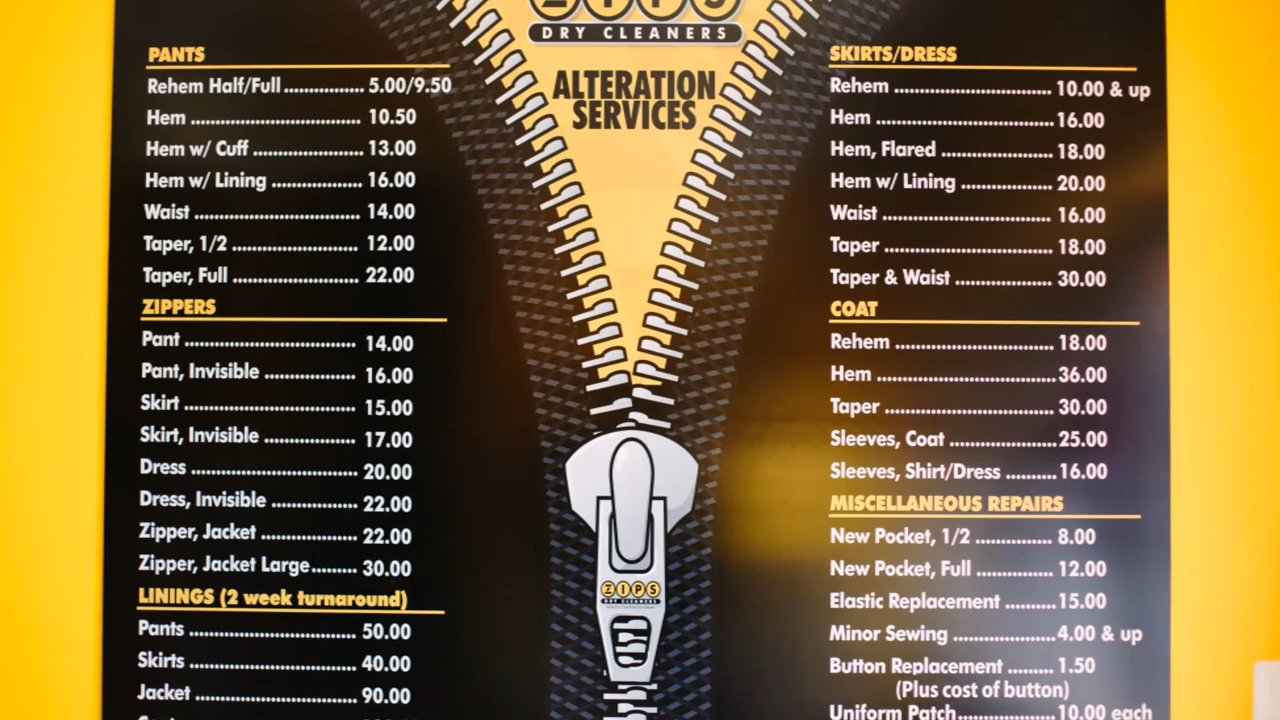 ZIPS
DRY CLEANERS
ALTERATION
SERVICES
PANTS
Rehem Half/Full ................ 5.00/9.50
Hem .................................. 10.50
Hem w/ Cuff ...................... 13.00
Hem w/ Lining .................. 16.00
Waist ................................. 14.00
Taper, 1/2 ......................... 12.00
Taper, Full ......................... 22.00
ZIPPERS
Pant .................................. 14.00
Pant, Invisible .................. 16.00
Skirt ................................... 15.00
Skirt, Invisible .................. 17.00
Dress ................................. 20.00
Dress, Invisible ................. 22.00
Zipper, Jacket ................... 22.00
Zipper, Jacket Large......... 30.00
LININGS (2 week turnaround)
Pants ................................. 50.00
Skirts ................................. 40.00
Jacket ................................ 90.00
SKIRTS/DRESS
Rehem ................................ 10.00 & up
Hem ................................... 16.00
Hem, Flared ...................... 18.00
Hem w/ Lining .................. 20.00
Waist ................................. 16.00
Taper ................................. 18.00
Taper & Waist ................... 30.00
COAT
Rehem ................................ 18.00
Hem ................................... 36.00
Taper ................................. 30.00
Sleeves, Coat ..................... 25.00
Sleeves, Shirt/Dress .......... 16.00
MISCELLANEOUS REPAIRS
New Pocket, 1/2 ............... 8.00
New Pocket, Full ............... 12.00
Elastic Replacement .......... 15.00
Minor Sewing .................... 4.00 & up
Button Replacement ......... 1.50
(Plus cost of button)
Uniform Patch................... 10.00 each
ZIPS
DRY CLEANERS